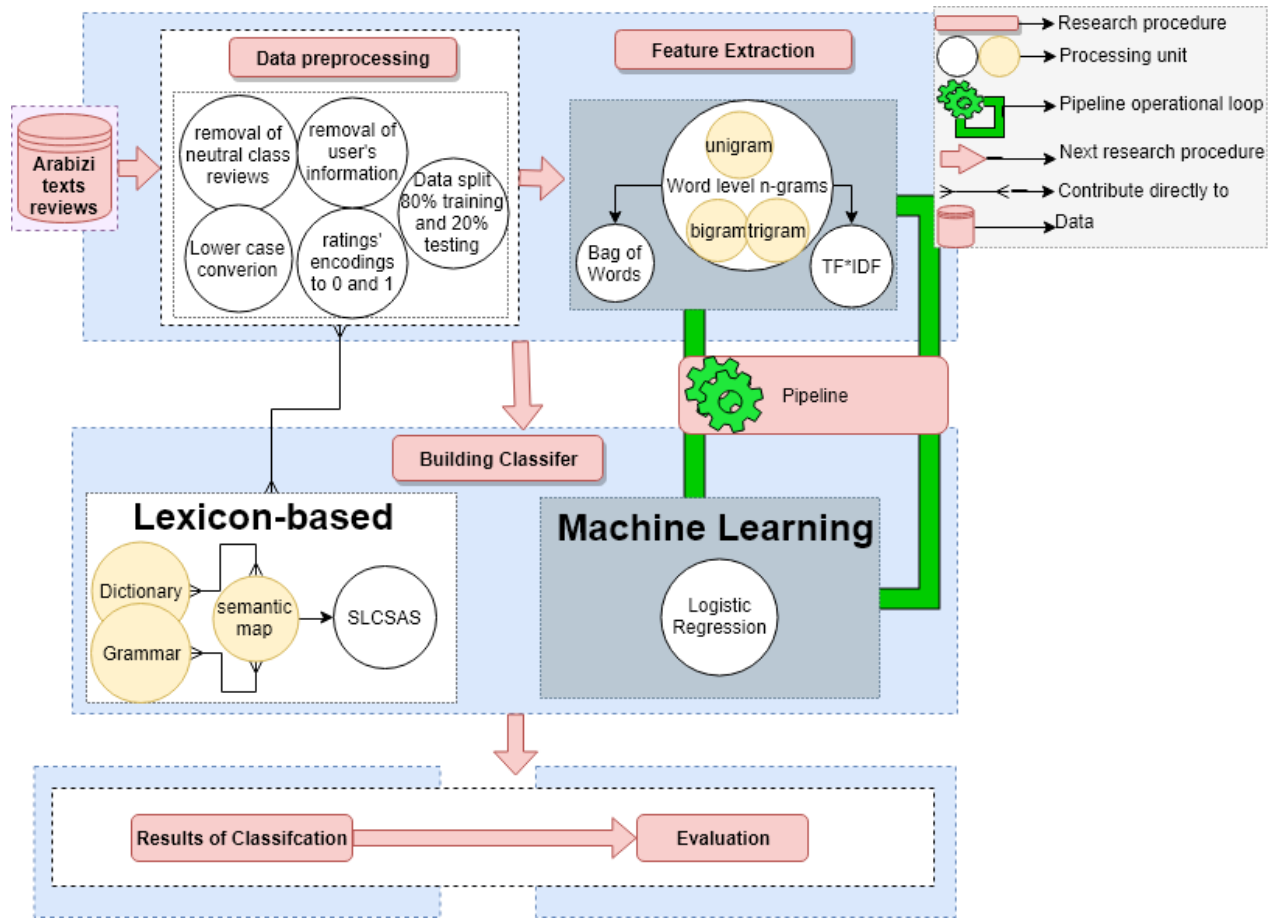 Data preprocessing
Feature Extraction
Research procedure
Processing unit
Pipeline operational loop
Next research procedure
Contribute directly to
Data
Arabizi
texts
reviews
removal of
neutral class
reviews
removal of
user's
information
Data split
80% training
and 20%
testing
Lower case
converion
ratings'
encodings
to 0 and 1
unigram
Word level n-grams
bigram
trigram
Bag of
Words
TF*IDF
Pipeline
Building Classifer
Lexicon-based
Dictionary
Grammar
semantic
map
SLCSAS
Machine Learning
Logistic
Regression
Results of Classifcation
Evaluation